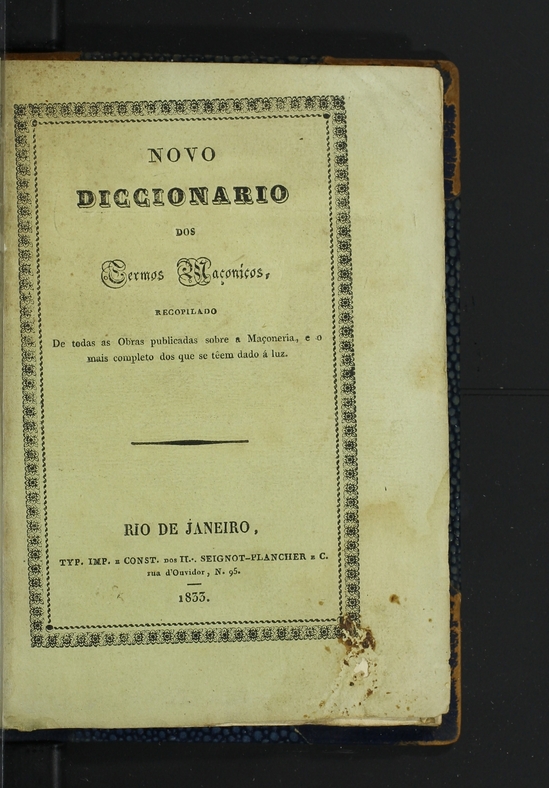 NOVO
DICCIONARIO
DOS
Termos Maçonicos,
RECOPILADO
De todas as Obras publicadas sobre a Maçoneria, e o
mais completo dos que se têem dado á luz.
RIO DE JANEIRO,
TYP. IMP. E CONST. DOS II.·. SEIGNOT-PLANCHER E C.
rua d'Ouvidor, N. 95.
1833.